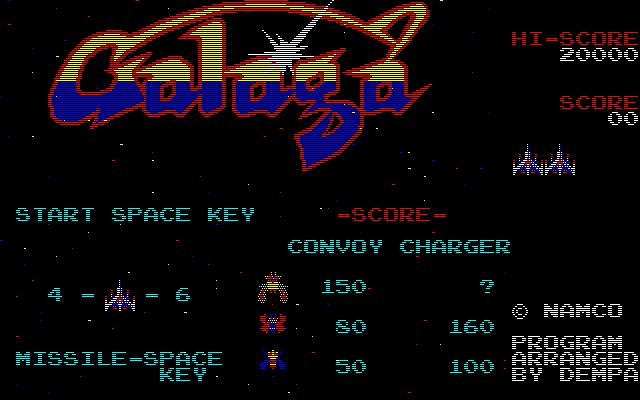 Galaga
HI-SCORE
20000
SCORE
00
START SPACE KEY
-SCORE-
CONVOY CHARGER
4 - - 6
150 ?
80 160
50 100
MISSILE-SPACE
KEY
© NAMCO
PROGRAM
ARRANGED
BY DEMPA